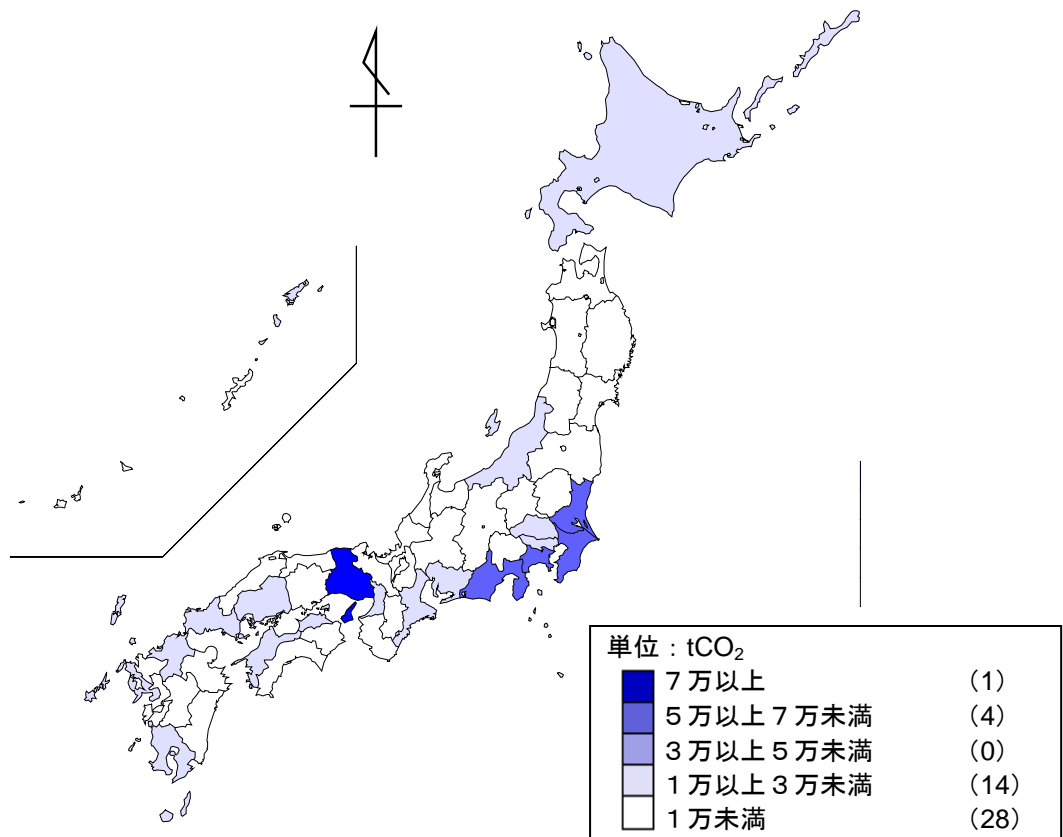 単位：tCO₂
７万以上 （1）
５万以上７万未満 （4）
３万以上５万未満 （0）
１万以上３万未満 （14）
１万未満 （28）